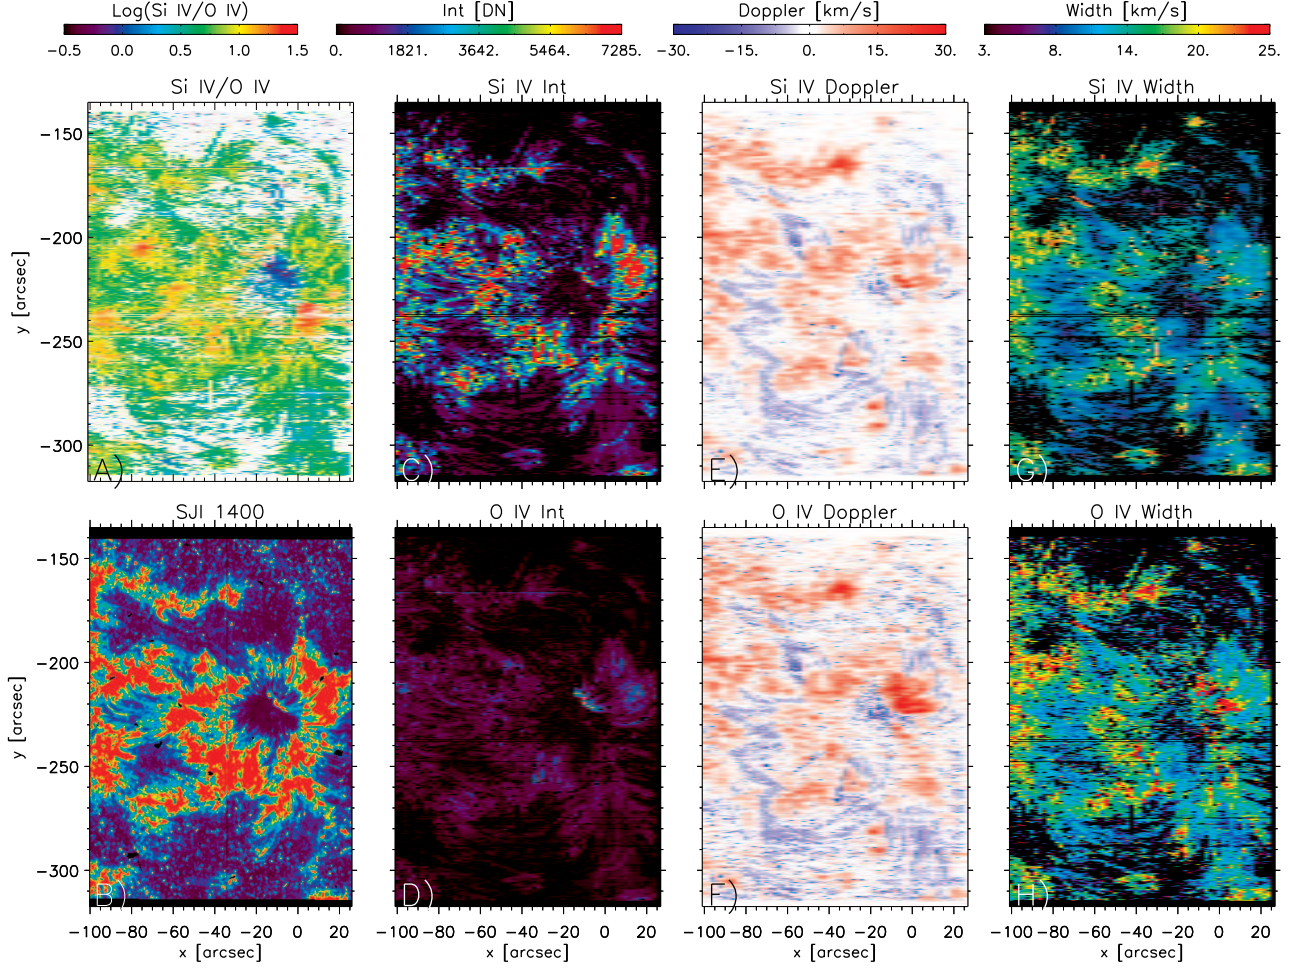 Log(Si IV/O IV) Int [DN] Doppler [km/s] Width [km/s]
-0.5 0.0 0.5 1.0 1.5 0. 1821. 3642. 5464. 7285. -30. -15. 0. 15. 30. 3. 8. 14. 20. 25.
Si IV/O IV Si IV Int Si IV Doppler Si IV Width
-150
-200
y [arcsec]
-250
-300
A) C) E) G)
SJI 1400 O IV Int O IV Doppler O IV Width
-150
-200
y [arcsec]
-250
-300
B) D) F) H)
-100 -80 -60 -40 -20 0 20 -100 -80 -60 -40 -20 0 20 -100 -80 -60 -40 -20 0 20 -100 -80 -60 -40 -20 0 20
x [arcsec] x [arcsec] x [arcsec] x [arcsec]